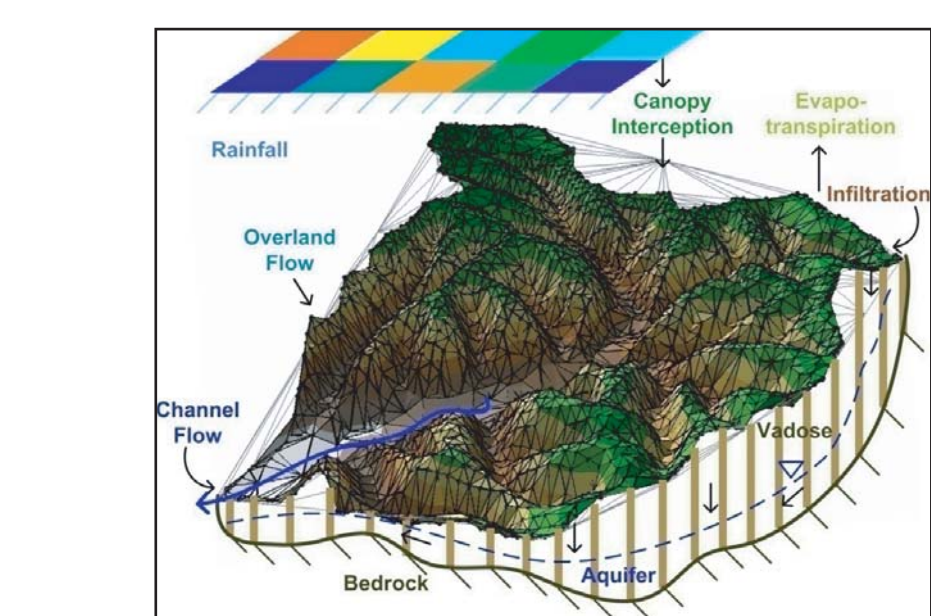 Canopy
Interception
Evapo-
transpiration
Rainfall
Infiltration
Overland
Flow
Channel
Flow
Vadose
Aquifer
Bedrock